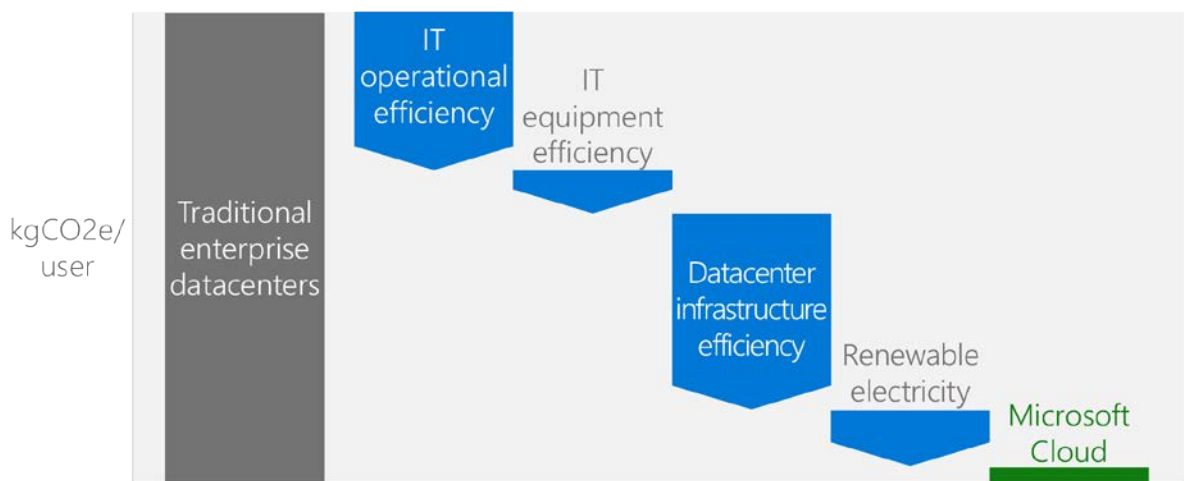 kgCO2e/
user
Traditional
enterprise
datacenters
IT
operational
efficiency
IT
equipment
efficiency
Datacenter
infrastructure
efficiency
Renewable
electricity
Microsoft
Cloud